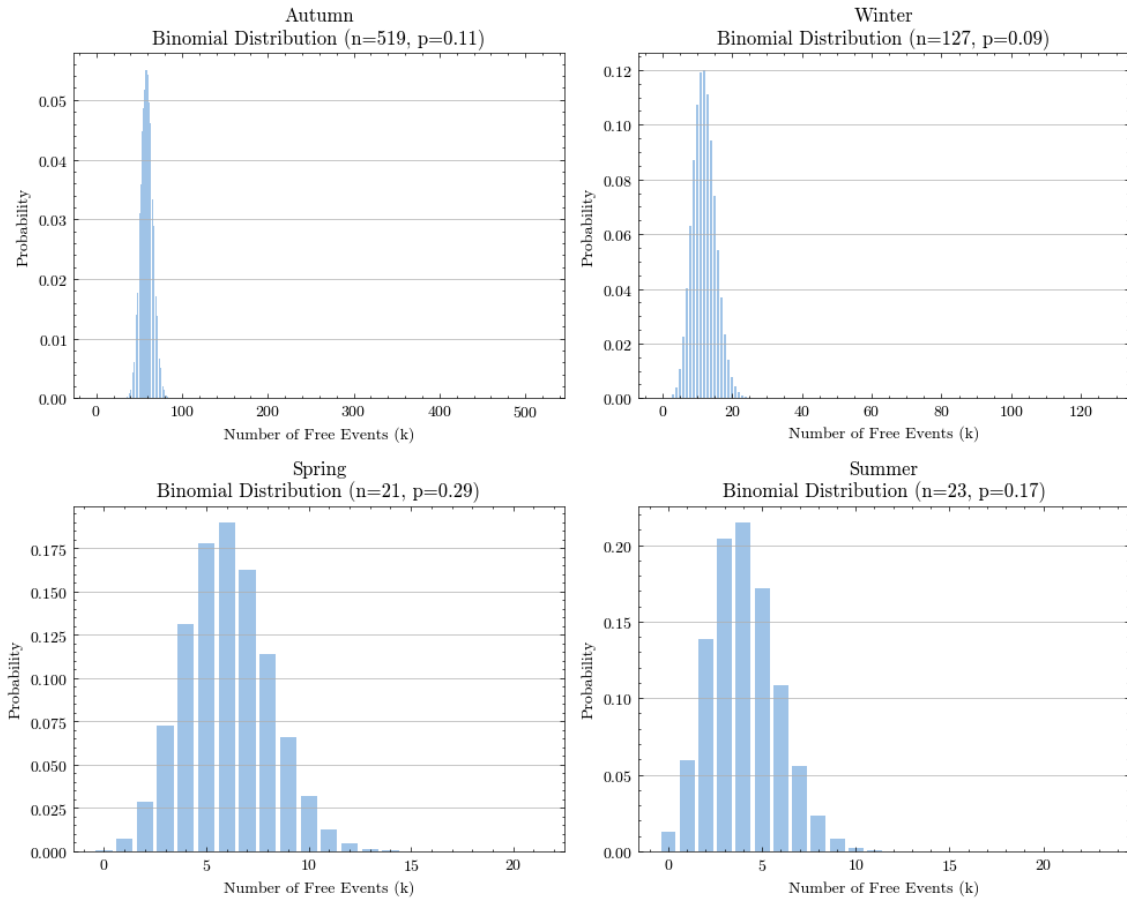 Autumn
Binomial Distribution (n=519, p=0.11)
Probability
0.05
0.04
0.03
0.02
0.01
0.00
0 100 200 300 400 500
Number of Free Events (k)
Winter
Binomial Distribution (n=127, p=0.09)
Probability
0.12
0.10
0.08
0.06
0.04
0.02
0.00
0 20 40 60 80 100 120
Number of Free Events (k)
Spring
Binomial Distribution (n=21, p=0.29)
Probability
0.175
0.150
0.125
0.100
0.075
0.050
0.025
0.000
0 5 10 15 20
Number of Free Events (k)
Summer
Binomial Distribution (n=23, p=0.17)
Probability
0.20
0.15
0.10
0.05
0.00
0 5 10 15 20
Number of Free Events (k)